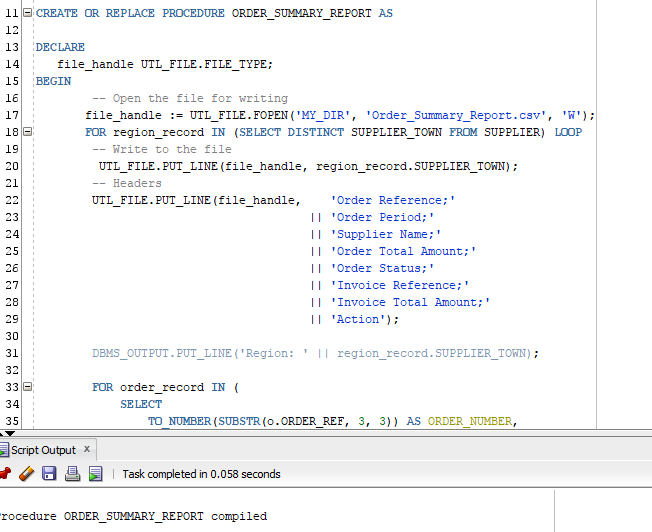 11 CREATE OR REPLACE PROCEDURE ORDER_SUMMARY_REPORT AS
12
13 DECLARE
14 file_handle UTL_FILE.FILE_TYPE;
15 BEGIN
16 -- Open the file for writing
17 file_handle := UTL_FILE.FOPEN('MY_DIR', 'Order_Summary_Report.csv', 'W');
18 FOR region_record IN (SELECT DISTINCT SUPPLIER_TOWN FROM SUPPLIER) LOOP
19 -- Write to the file
20 UTL_FILE.PUT_LINE(file_handle, region_record.SUPPLIER_TOWN);
21 -- Headers
22 UTL_FILE.PUT_LINE(file_handle, 'Order Reference;'
23 || 'Order Period;'
24 || 'Supplier Name;'
25 || 'Order Total Amount;'
26 || 'Order Status;'
27 || 'Invoice Reference;'
28 || 'Invoice Total Amount;'
29 || 'Action');
30
31 DBMS_OUTPUT.PUT_LINE('Region: ' || region_record.SUPPLIER_TOWN);
32
33 FOR order_record IN (
34 SELECT
35 TO_NUMBER(SUBSTR(o.ORDER_REF, 3, 3)) AS ORDER_NUMBER,
Script Output x
Task completed in 0.058 seconds
rocedure ORDER_SUMMARY_REPORT compiled